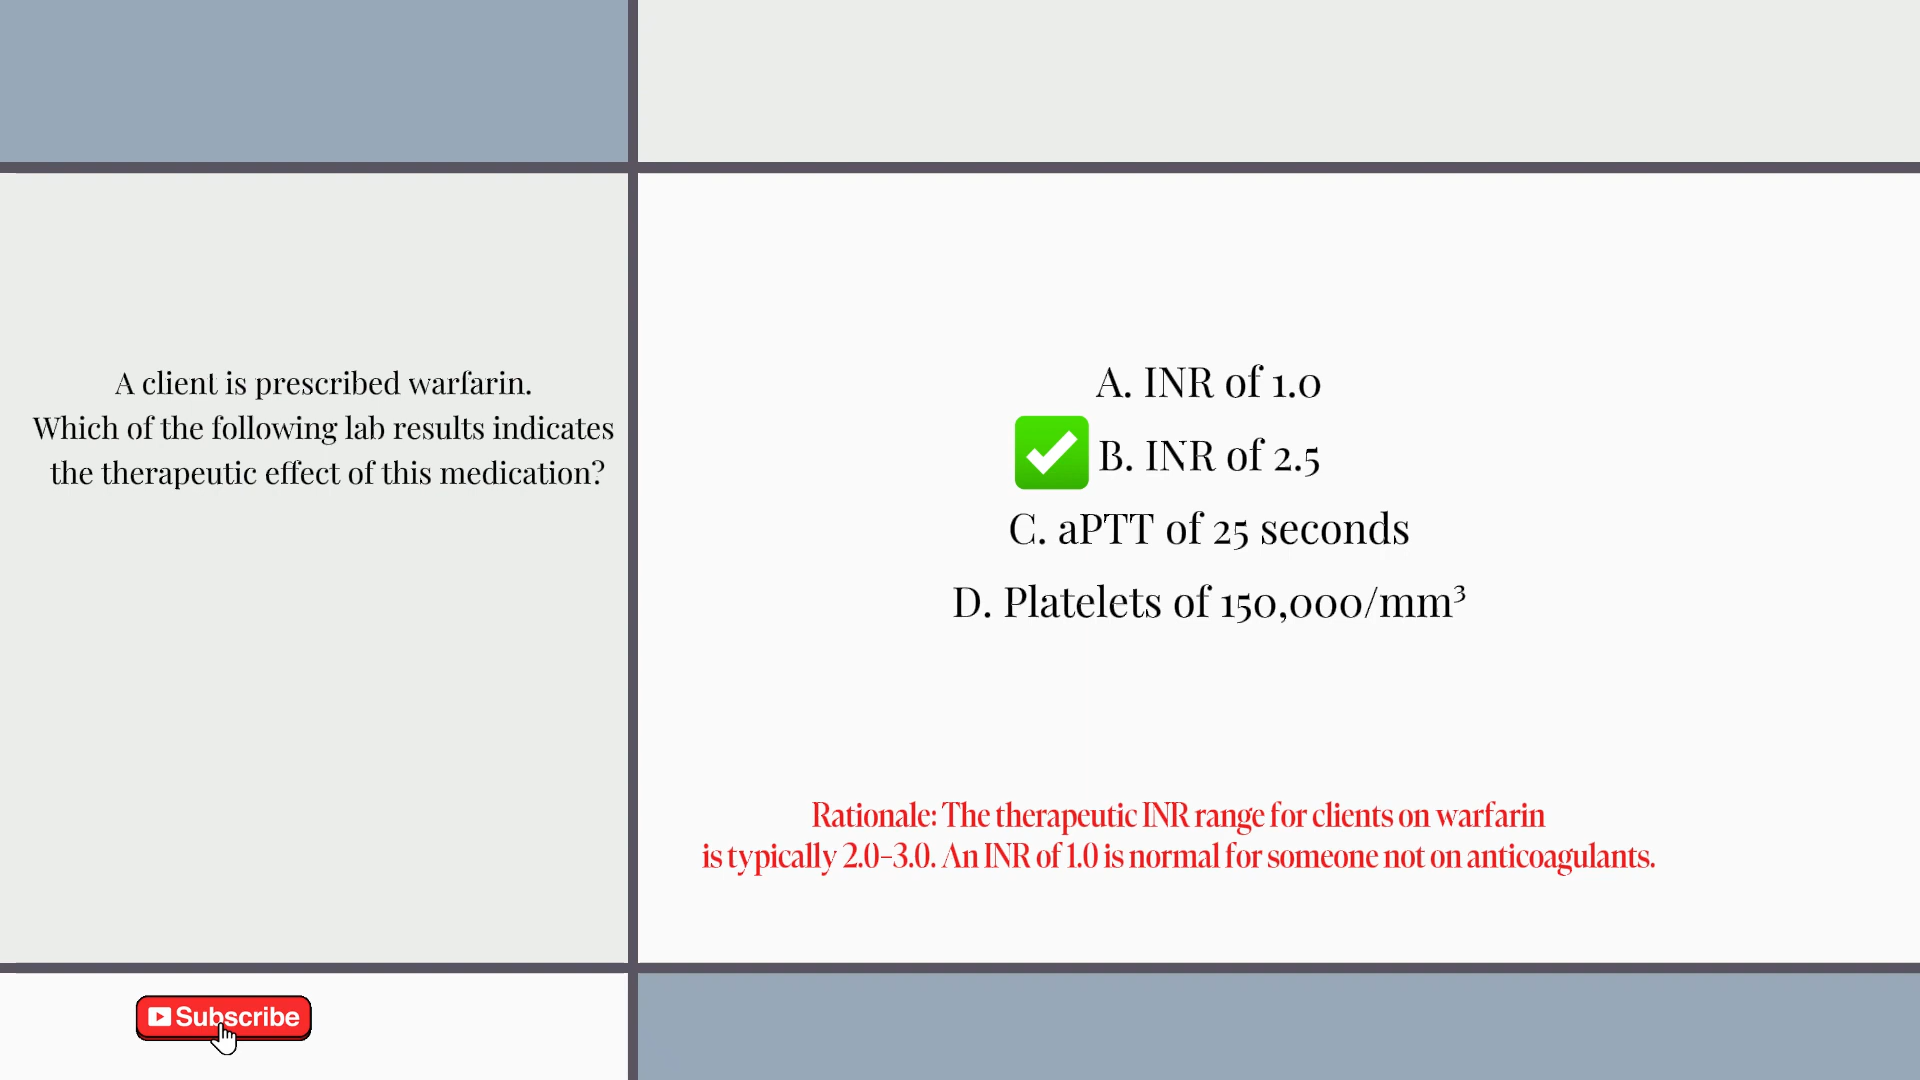 A client is prescribed warfarin.
Which of the following lab results indicates
the therapeutic effect of this medication?
A. INR of 1.0
B. INR of 2.5
C. aPTT of 25 seconds
D. Platelets of 150,000/mm³
Rationale: The therapeutic INR range for clients on warfarin
is typically 2.0–3.0. An INR of 1.0 is normal for someone not on anticoagulants.
Subscribe